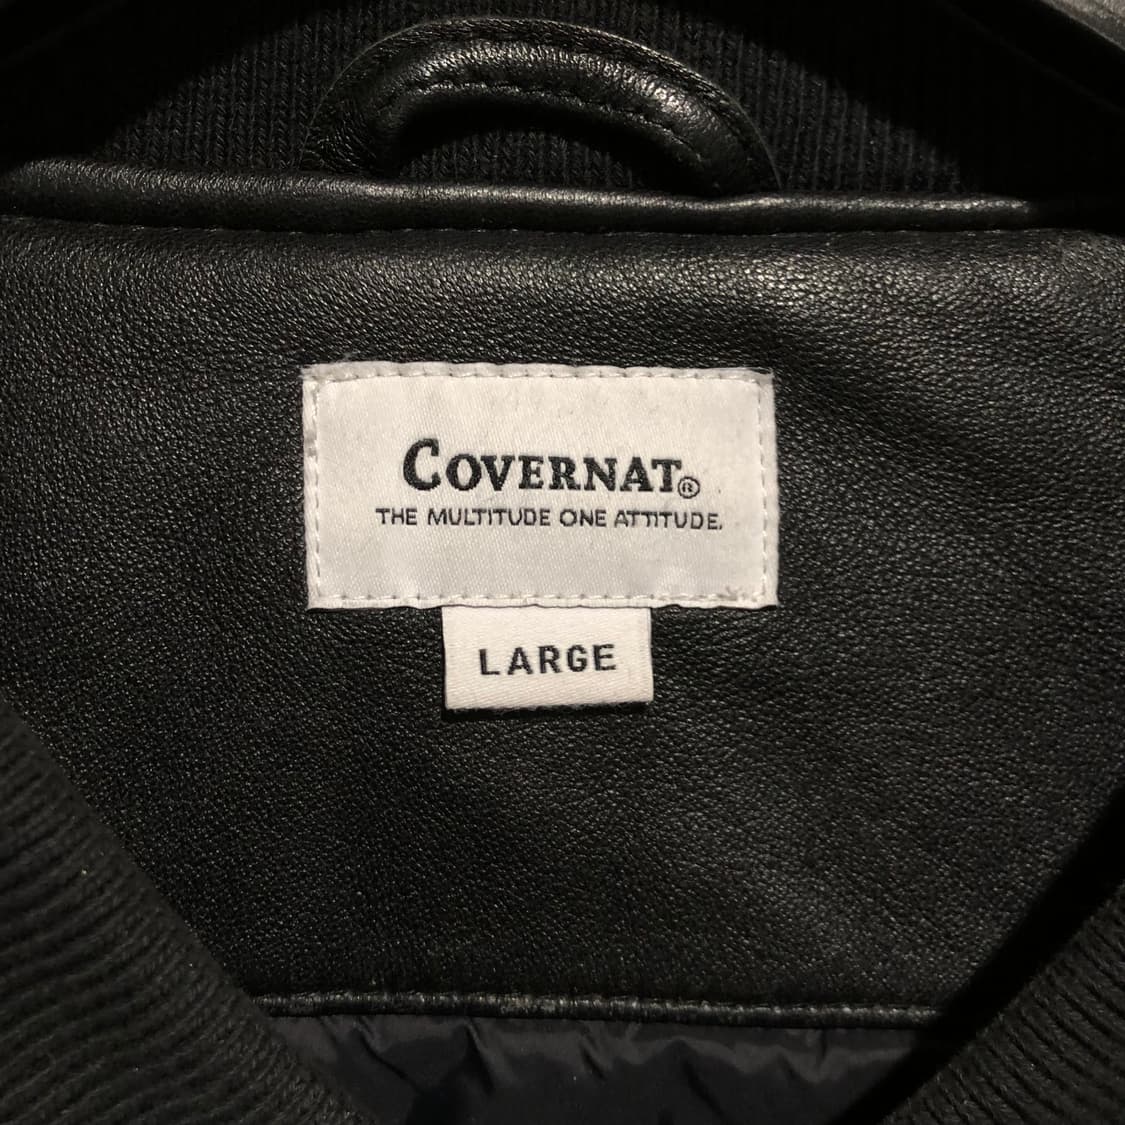 COVERNAT®
THE MULTITUDE ONE ATTITUDE.
LARGE